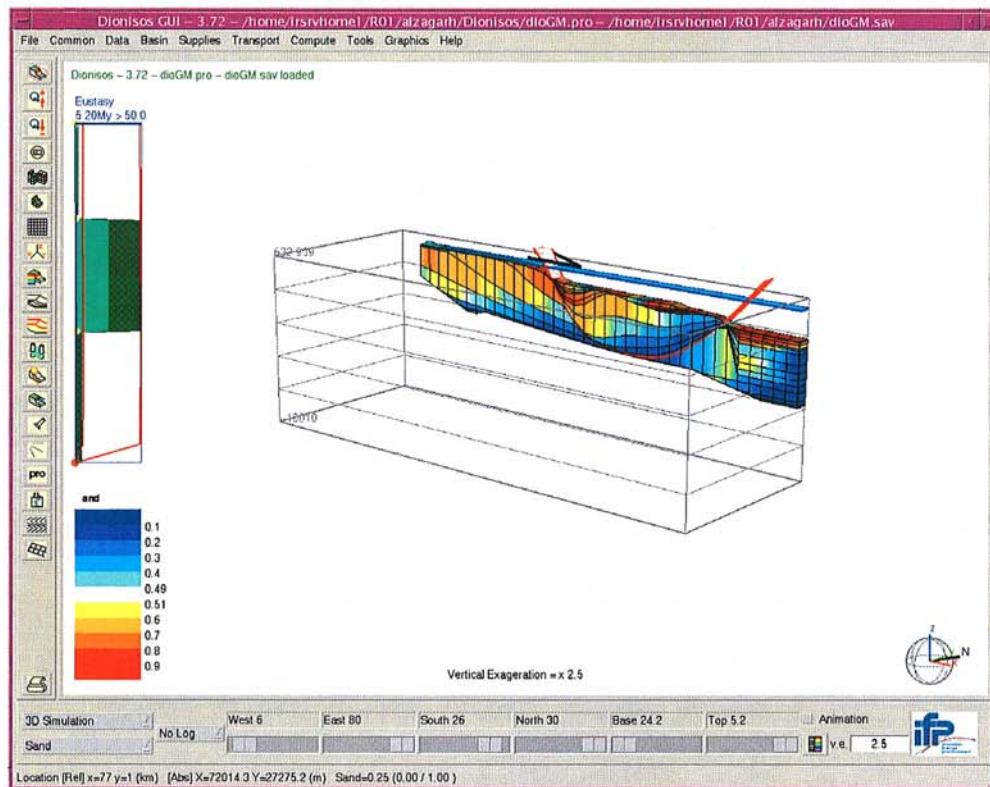 Dionisos GUI - 3.72 - /home/irsrvhome1/R01/alzagarh/Dionisos/dioGM.pro - /home/irsrvhome1/R01/alzagarh/dioGM.sav
File Common Data Basin Supplies Transport Compute Tools Graphics Help
Dionisos - 3.72 - dioGM.pro - dioGM.sav loaded
Eustasy
5.20My > 50.0
532 939
-10010
pro
and
0.1
0.2
0.3
0.4
0.49
0.51
0.6
0.7
0.8
0.9
Vertical Exageration = x 2.5
z
N
3D Simulation No Log West 6 East 80 South 26 North 30 Base 24.2 Top 5.2 Animation
Sand v.e. 2.5
ifp
Location [Rel] x=77 y=1 (km) [Abs] X=72014.3 Y=27275.2 (m) Sand=0.25 (0.00 / 1.00 )